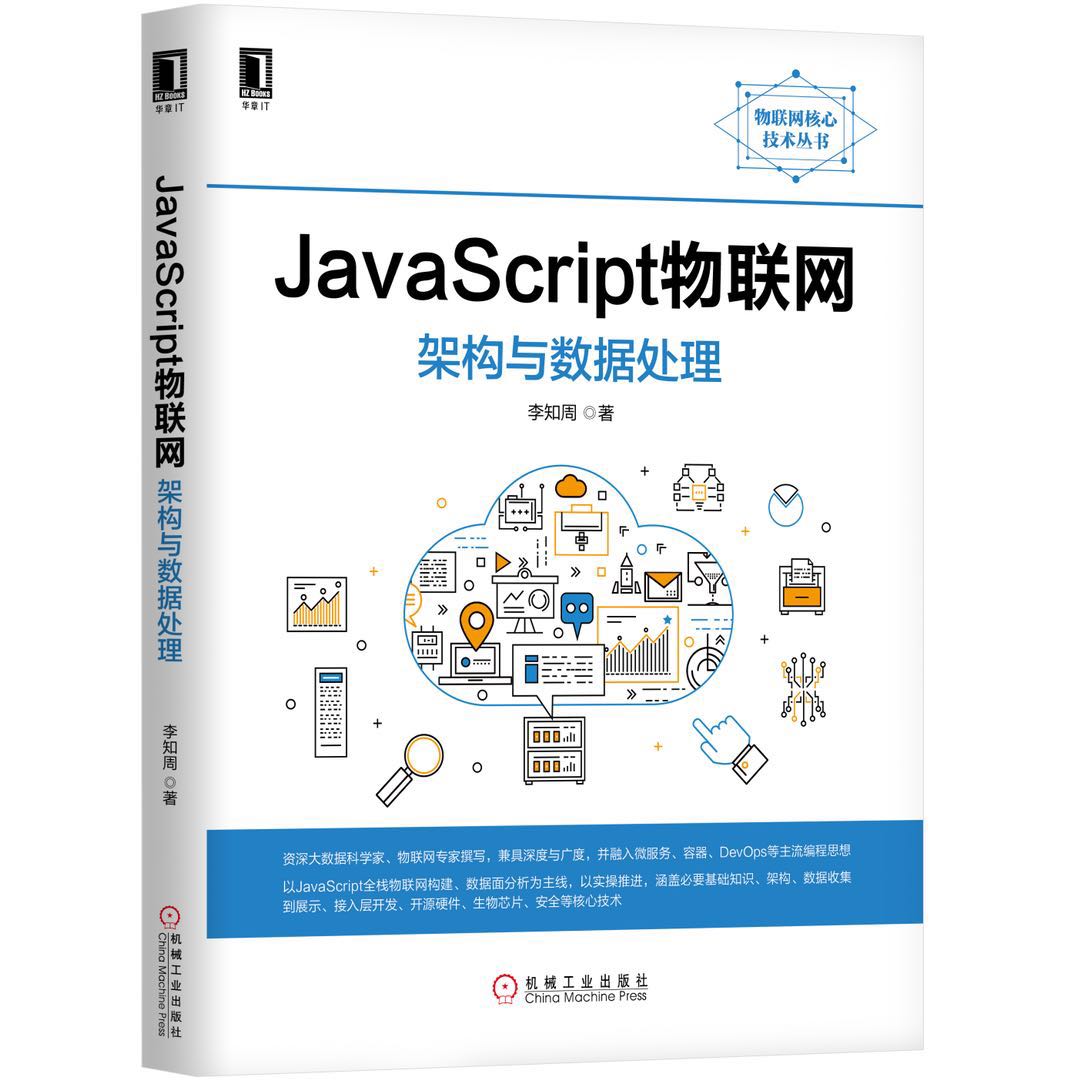 HZ BOOKS
华章IT
JavaScript物联网
架构与数据处理
李知周 ◎ 著
机械工业出版社
China Machine Press
HZ BOOKS
华章IT
物联网核心
技术丛书
JavaScript物联网
架构与数据处理
李知周 ◎ 著
资深大数据科学家、物联网专家撰写，兼具深度与广度，并融入微服务、容器、DevOps等主流编程思想
以JavaScript全栈物联网构建、数据面分析为主线，以实操推进，涵盖必要基础知识、架构、数据收集
到展示、接入层开发、开源硬件、生物芯片、安全等核心技术
机械工业出版社
China Machine Press